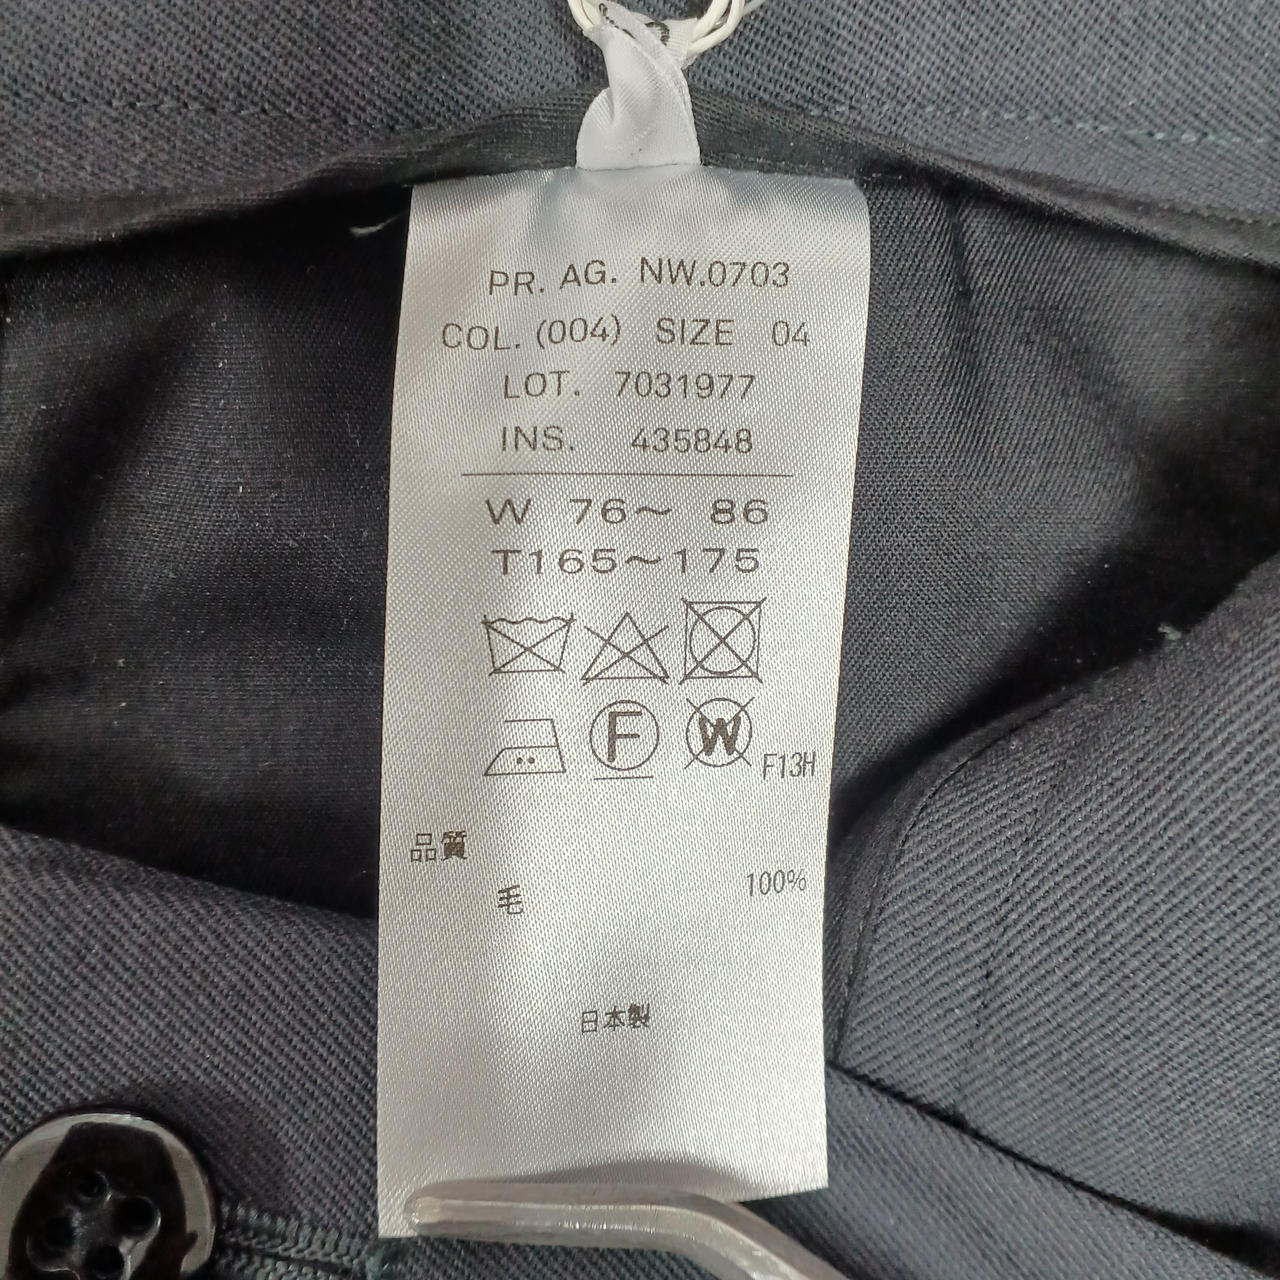 PR. AG. NW.0703
COL. (004) SIZE 04
LOT. 7031977
INS. 435848
W 76～ 86
T165～175
F
W
F13H
品質
毛 100%
日本製